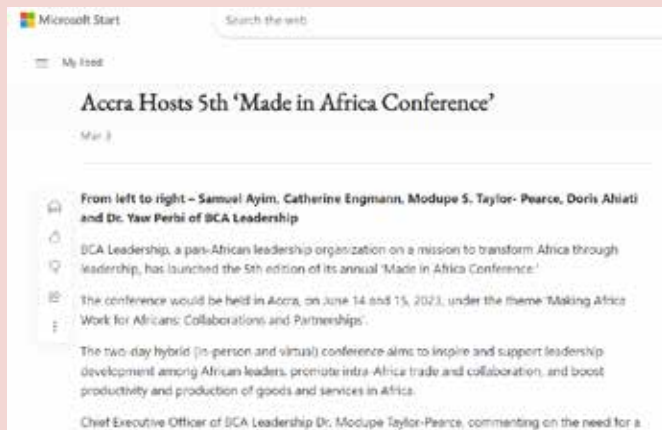 Microsoft Start
Search the web
My Feed
Accra Hosts 5th ‘Made in Africa Conference’
Mar 3
From left to right – Samuel Ayim, Catherine Engmann, Modupe S. Taylor- Pearce, Doris Ahiati
and Dr. Yaw Perbi of BCA Leadership
BCA Leadership, a pan-African leadership organization on a mission to transform Africa through
leadership, has launched the 5th edition of its annual ‘Made in Africa Conference.’
The conference would be held in Accra, on June 14 and 15, 2023, under the theme ‘Making Africa
Work for Africans: Collaborations and Partnerships’.
The two-day hybrid (in-person and virtual) conference aims to inspire and support leadership
development among African leaders, promote intra-Africa trade and collaboration, and boost
productivity and production of goods and services in Africa.
Chief Executive Officer of BCA Leadership Dr. Modupe Taylor-Pearce, commenting on the need for a